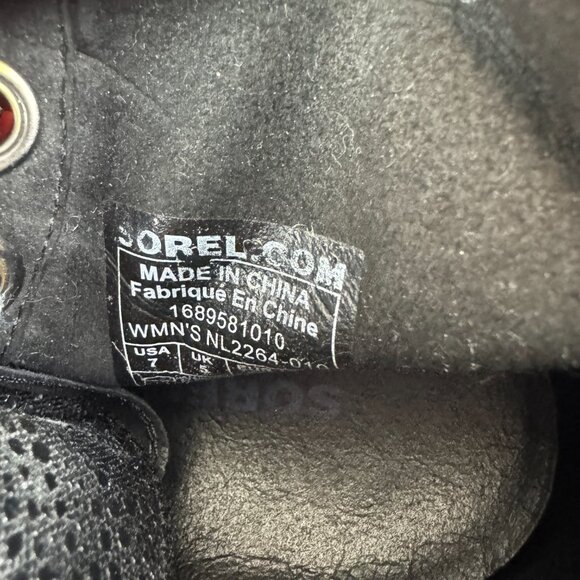 SOREL.COM
MADE IN CHINA
Fabriqué En Chine
1689581010
WMN'S NL2264-010
USA UK
7 5